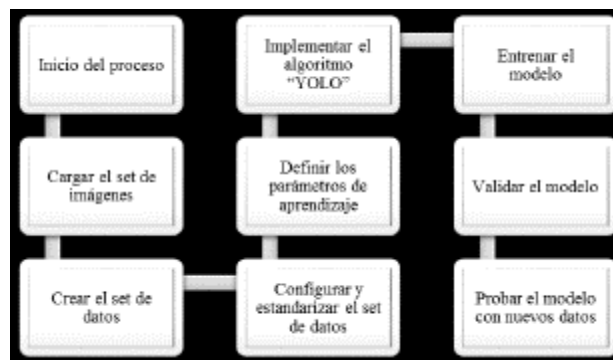 Inicio del proceso
Cargar el set de
imágenes
Crear el set de
datos
Configurar y
estandarizar el set
de datos
Definir los
parámetros de
aprendizaje
Implementar el
algoritmo
“YOLO”
Entrenar el
modelo
Validar el modelo
Probar el modelo
con nuevos datos